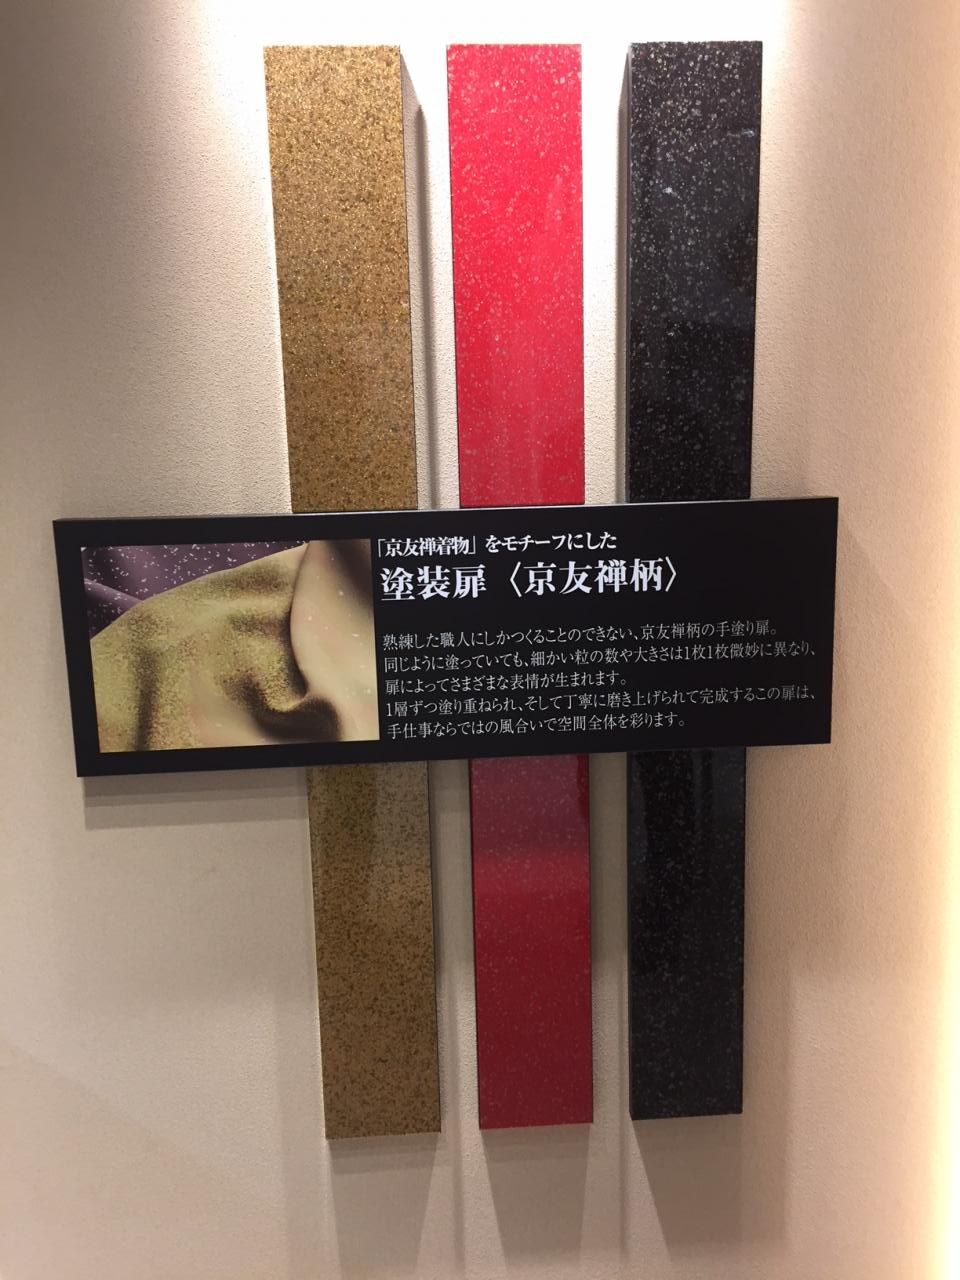 「京友禅着物」をモチーフにした
塗装扉〈京友禅柄〉
熟練した職人にしかつくることのできない、京友禅柄の手塗り扉。
同じように塗っていても、細かい粒の数や大きさは1枚1枚微妙に異なり、
扉によってさまざまな表情が生まれます。
1層ずつ塗り重ねられ、そして丁寧に磨き上げられて完成するこの扉は、
手仕事ならではの風合いで空間全体を彩ります。